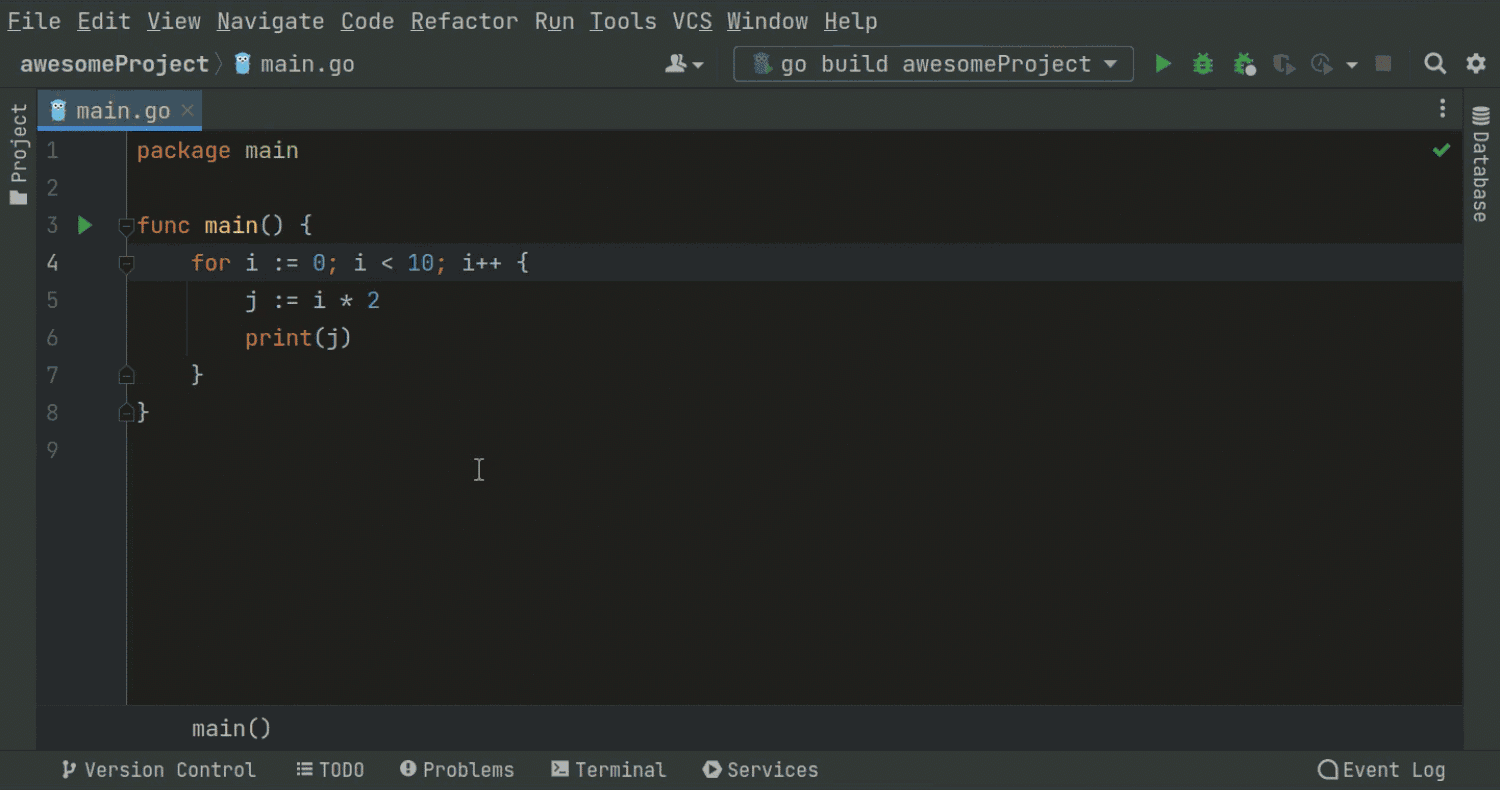 File Edit View Navigate Code Refactor Run Tools VCS Window Help
awesomeProject main.go go build awesomeProject
main.go
Project
Database
1 package main
2
3 func main() {
4 for i := 0; i < 10; i++ {
5 j := i * 2
6 print(j)
7 }
8 }
9
main()
Version Control TODO Problems Terminal Services Event Log